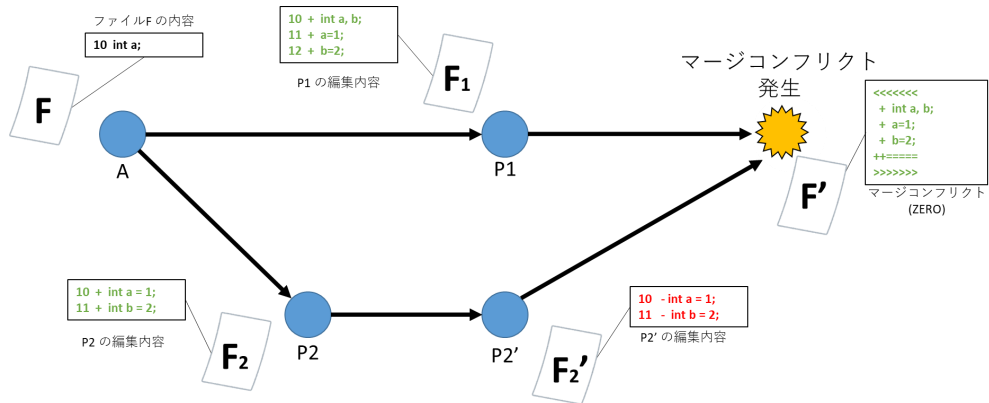 ファイルF の内容
10 int a;
F
10 + int a, b;
11 + a=1;
12 + b=2;
P1 の編集内容
F1
マージコンフリクト
発生
<<<<<<<
+ int a, b;
+ a=1;
+ b=2;
++=====
>>>>>>>
マージコンフリクト
(ZERO)
F’
A
P1
10 + int a = 1;
11 + int b = 2;
P2 の編集内容
F2
P2
P2’
F2’
10 - int a = 1;
11 - int b = 2;
P2’ の編集内容